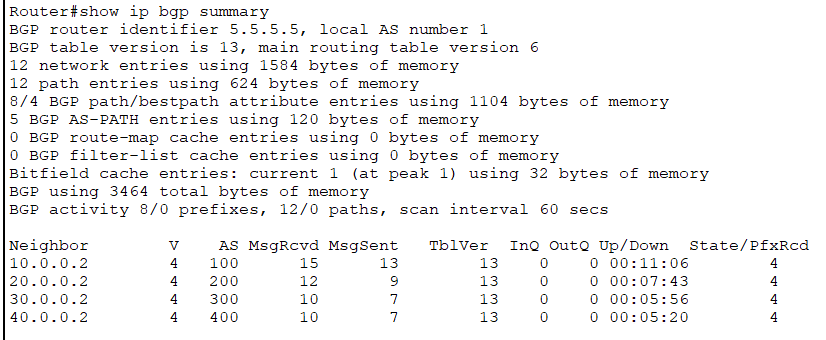 Router#show ip bgp summary
BGP router identifier 5.5.5.5, local AS number 1
BGP table version is 13, main routing table version 6
12 network entries using 1584 bytes of memory
12 path entries using 624 bytes of memory
8/4 BGP path/bestpath attribute entries using 1104 bytes of memory
5 BGP AS-PATH entries using 120 bytes of memory
0 BGP route-map cache entries using 0 bytes of memory
0 BGP filter-list cache entries using 0 bytes of memory
Bitfield cache entries: current 1 (at peak 1) using 32 bytes of memory
BGP using 3464 total bytes of memory
BGP activity 8/0 prefixes, 12/0 paths, scan interval 60 secs

Neighbor        V    AS MsgRcvd MsgSent   TblVer  InQ OutQ Up/Down  State/PfxRcd
10.0.0.2        4   100      15      13       13    0    0 00:11:06        4
20.0.0.2        4   200      12       9       13    0    0 00:07:43        4
30.0.0.2        4   300      10       7       13    0    0 00:05:56        4
40.0.0.2        4   400      10       7       13    0    0 00:05:20        4